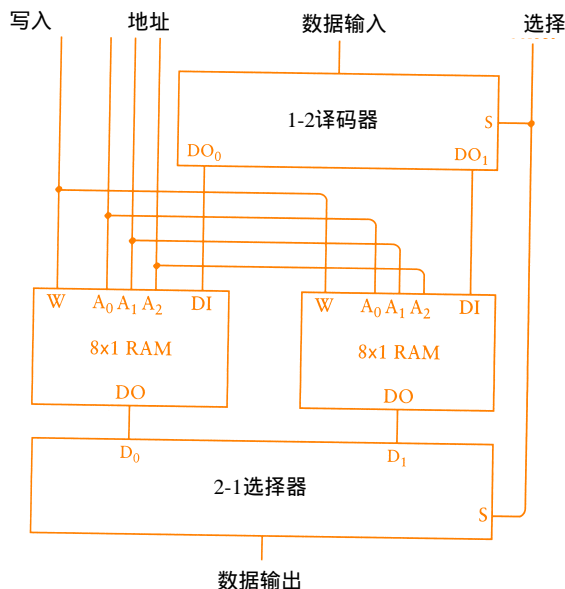 写入 地址 数据输入 选择
1-2译码器
S
DO₀ DO₁
W A₀ A₁ A₂ DI W A₀ A₁ A₂ DI
8x1 RAM 8x1 RAM
DO DO
D₀ D₁
2-1选择器
S
数据输出